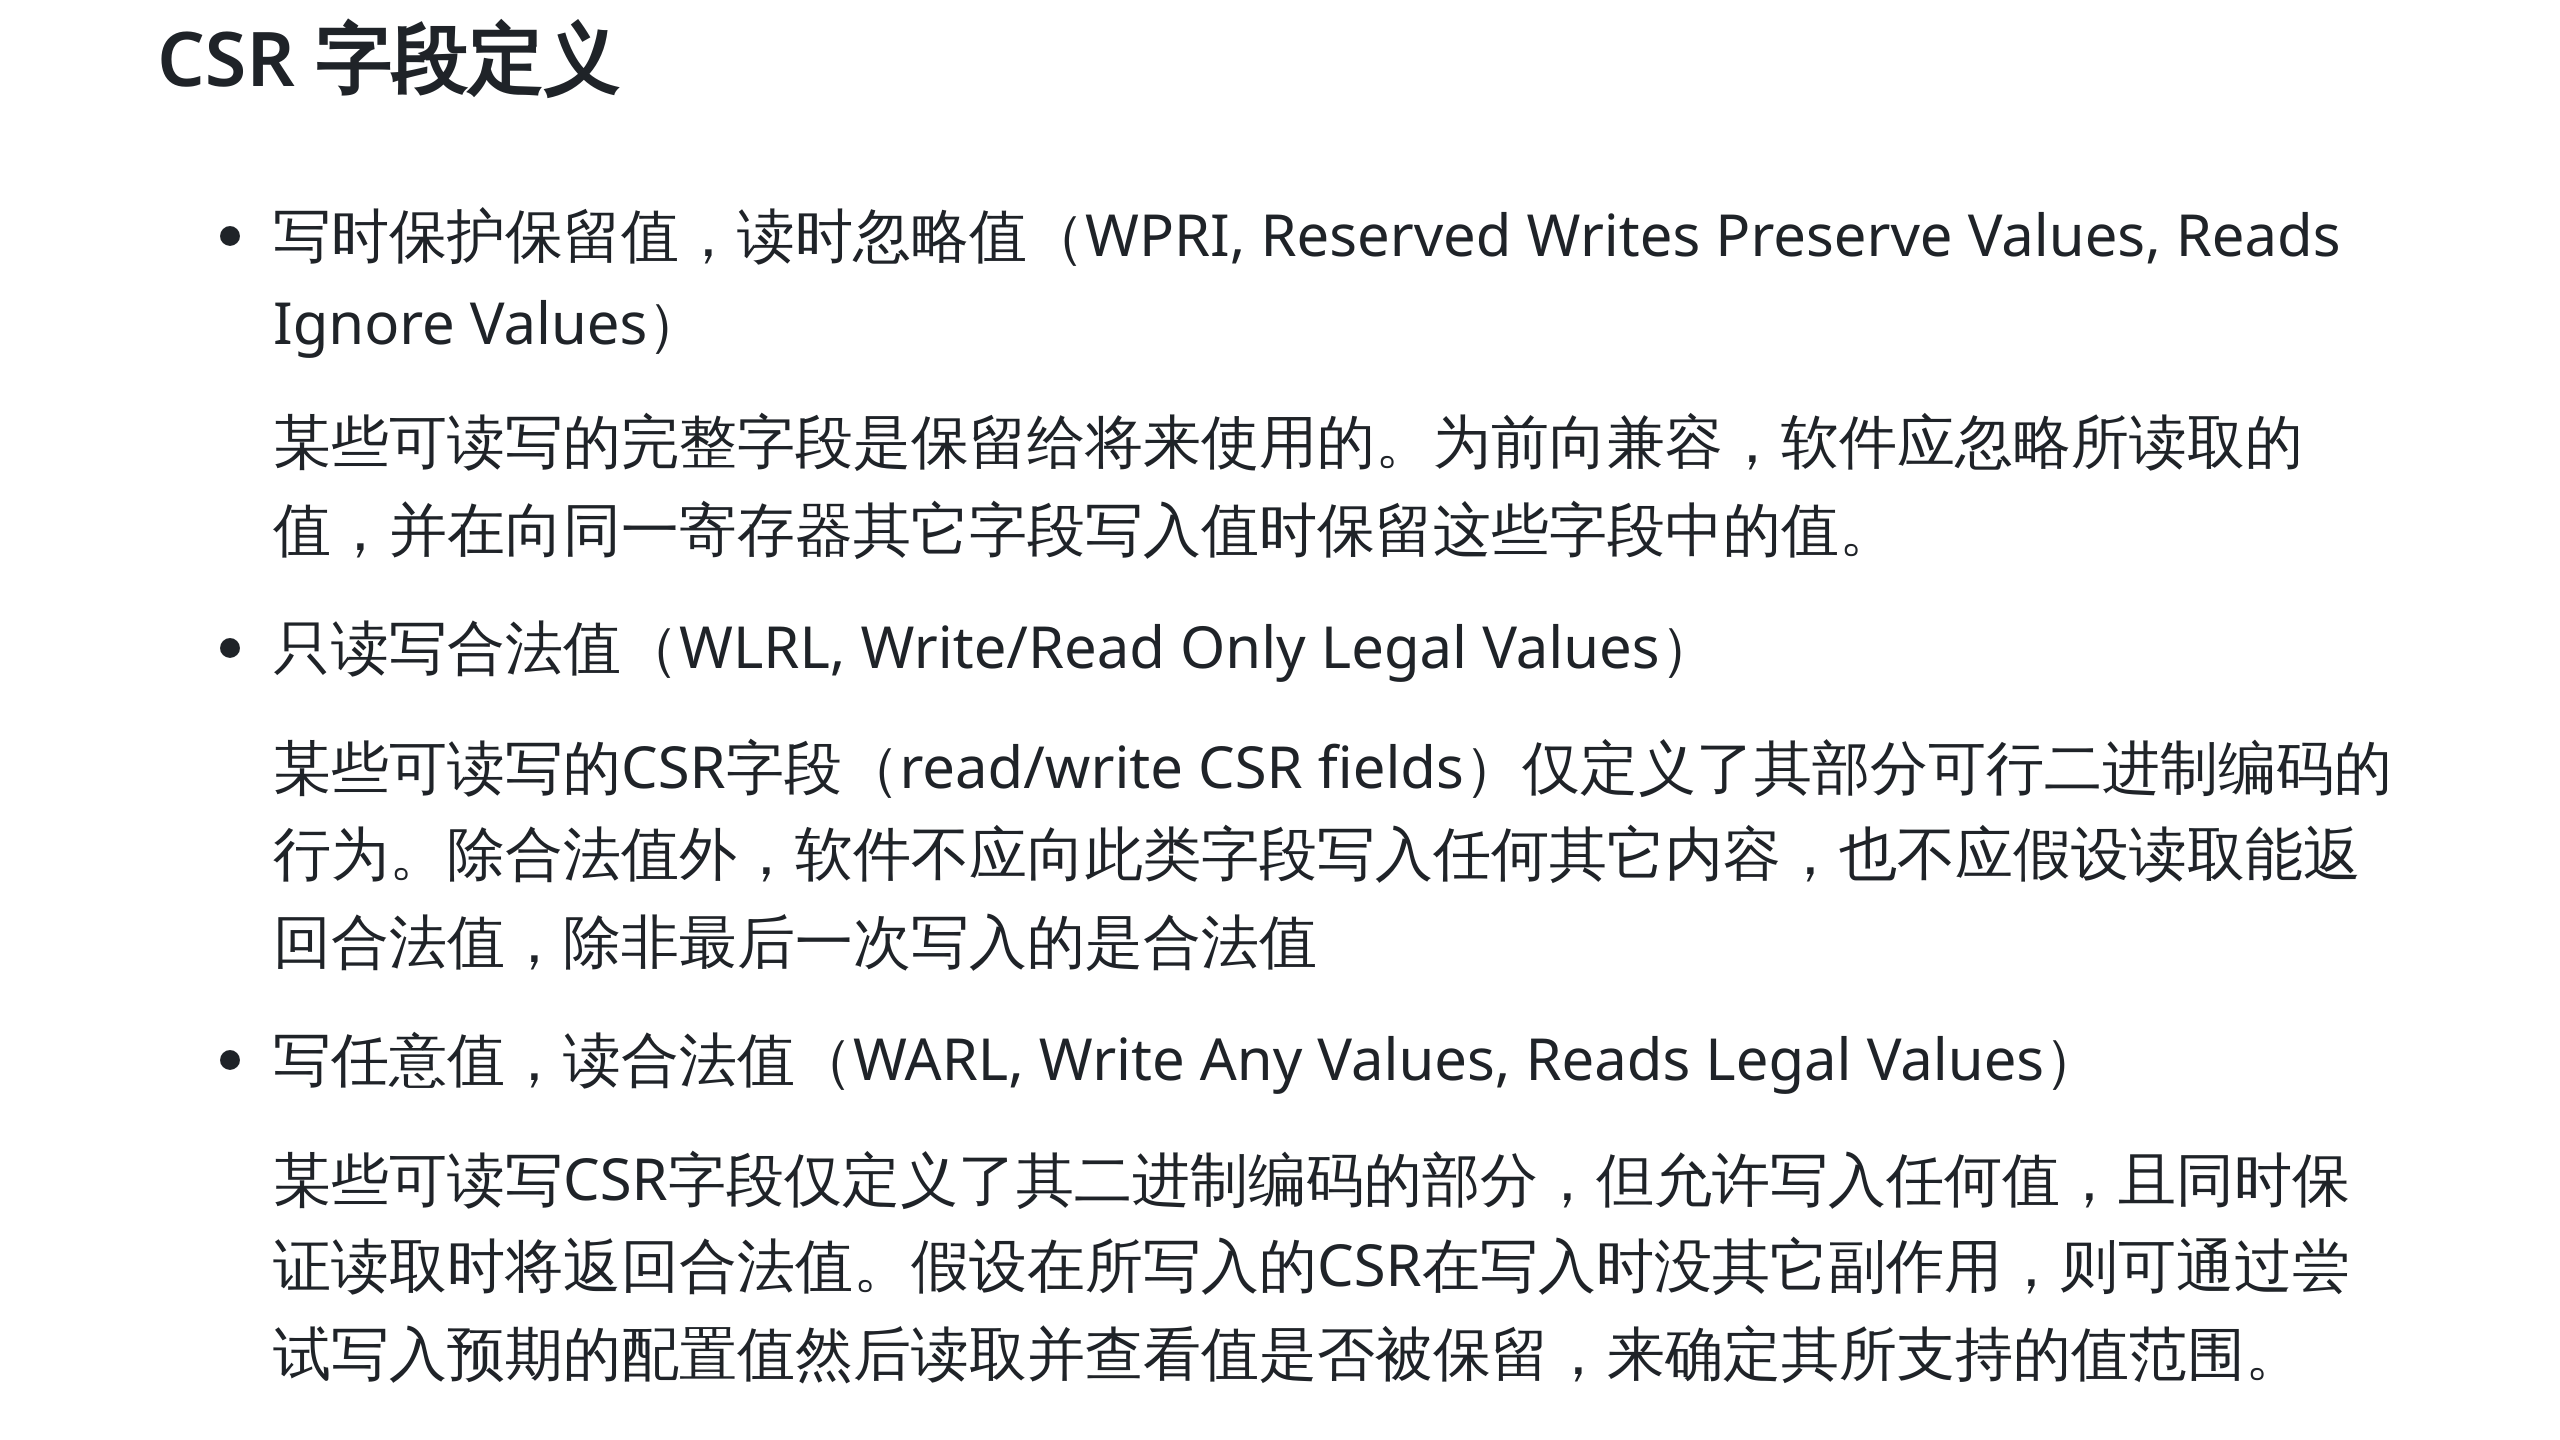 CSR 字段定义
写时保护保留值，读时忽略值（WPRI, Reserved Writes Preserve Values, Reads
Ignore Values）
某些可读写的完整字段是保留给将来使用的。为前向兼容，软件应忽略所读取的
值，并在向同一寄存器其它字段写入值时保留这些字段中的值。
只读写合法值（WLRL, Write/Read Only Legal Values）
某些可读写的CSR字段（read/write CSR fields）仅定义了其部分可行二进制编码的
行为。除合法值外，软件不应向此类字段写入任何其它内容，也不应假设读取能返
回合法值，除非最后一次写入的是合法值
写任意值，读合法值（WARL, Write Any Values, Reads Legal Values）
某些可读写CSR字段仅定义了其二进制编码的部分，但允许写入任何值，且同时保
证读取时将返回合法值。假设在所写入的CSR在写入时没其它副作用，则可通过尝
试写入预期的配置值然后读取并查看值是否被保留，来确定其所支持的值范围。